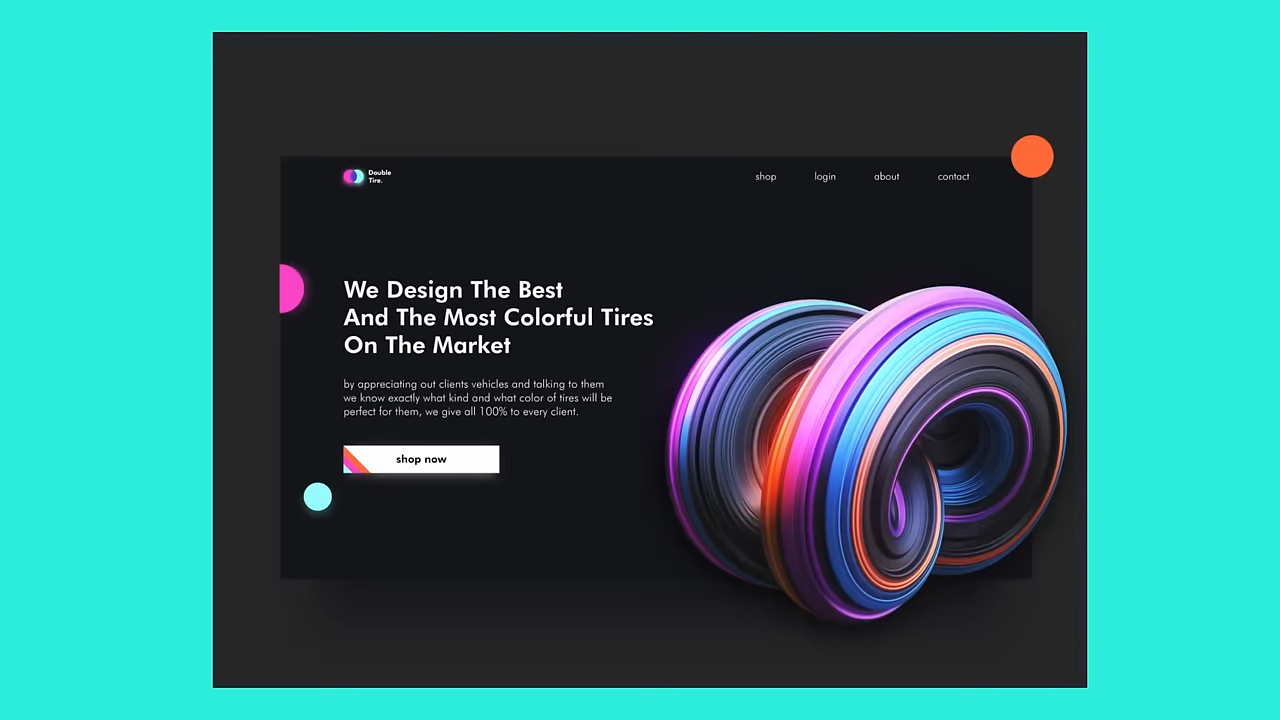 Double
Tire.
shop login about contact
We Design The Best
And The Most Colorful Tires
On The Market
by appreciating out clients vehicles and talking to them
we know exactly what kind and what color of tires will be
perfect for them, we give all 100% to every client.
shop now